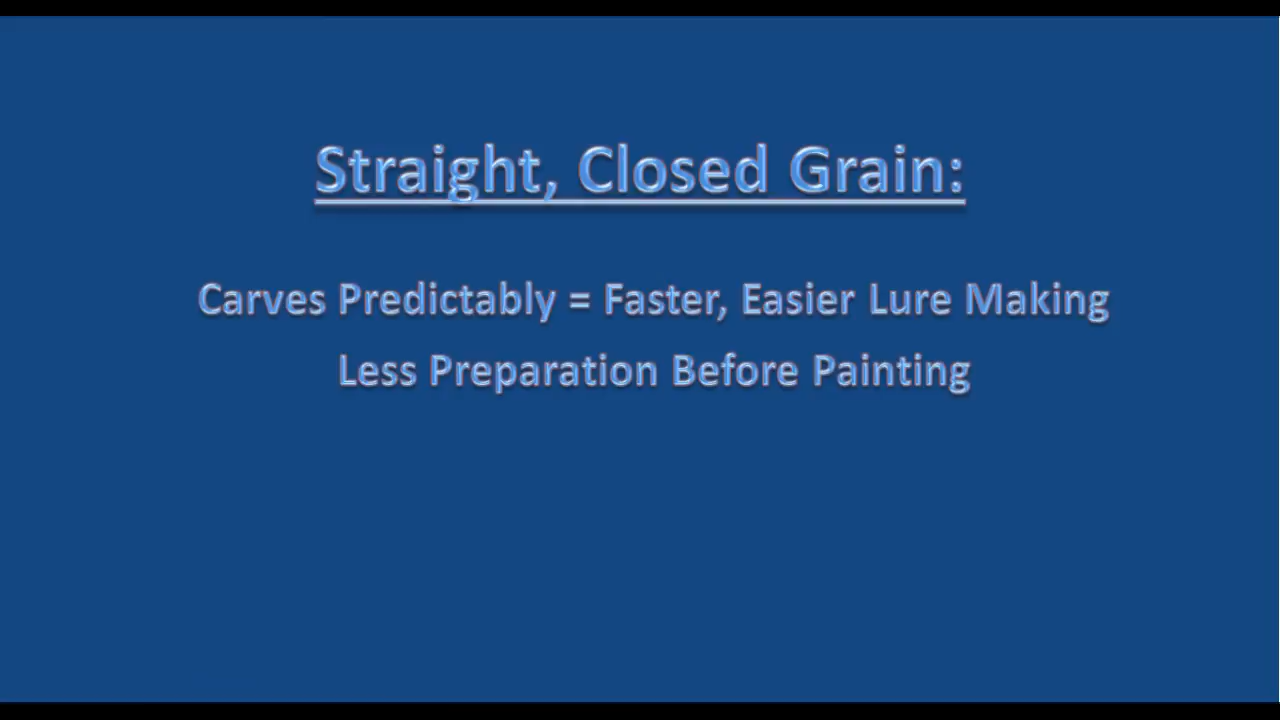 Straight, Closed Grain:
Carves Predictably = Faster, Easier Lure Making
Less Preparation Before Painting